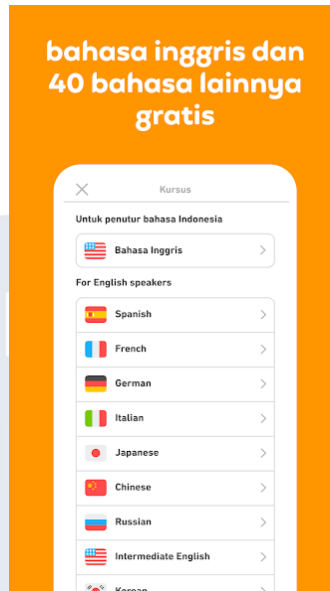 bahasa inggris dan
40 bahasa lainnya
gratis
Kursus
Untuk penutur bahasa Indonesia
Bahasa Inggris
For English speakers
Spanish
French
German
Italian
Japanese
Chinese
Russian
Intermediate English
Korean